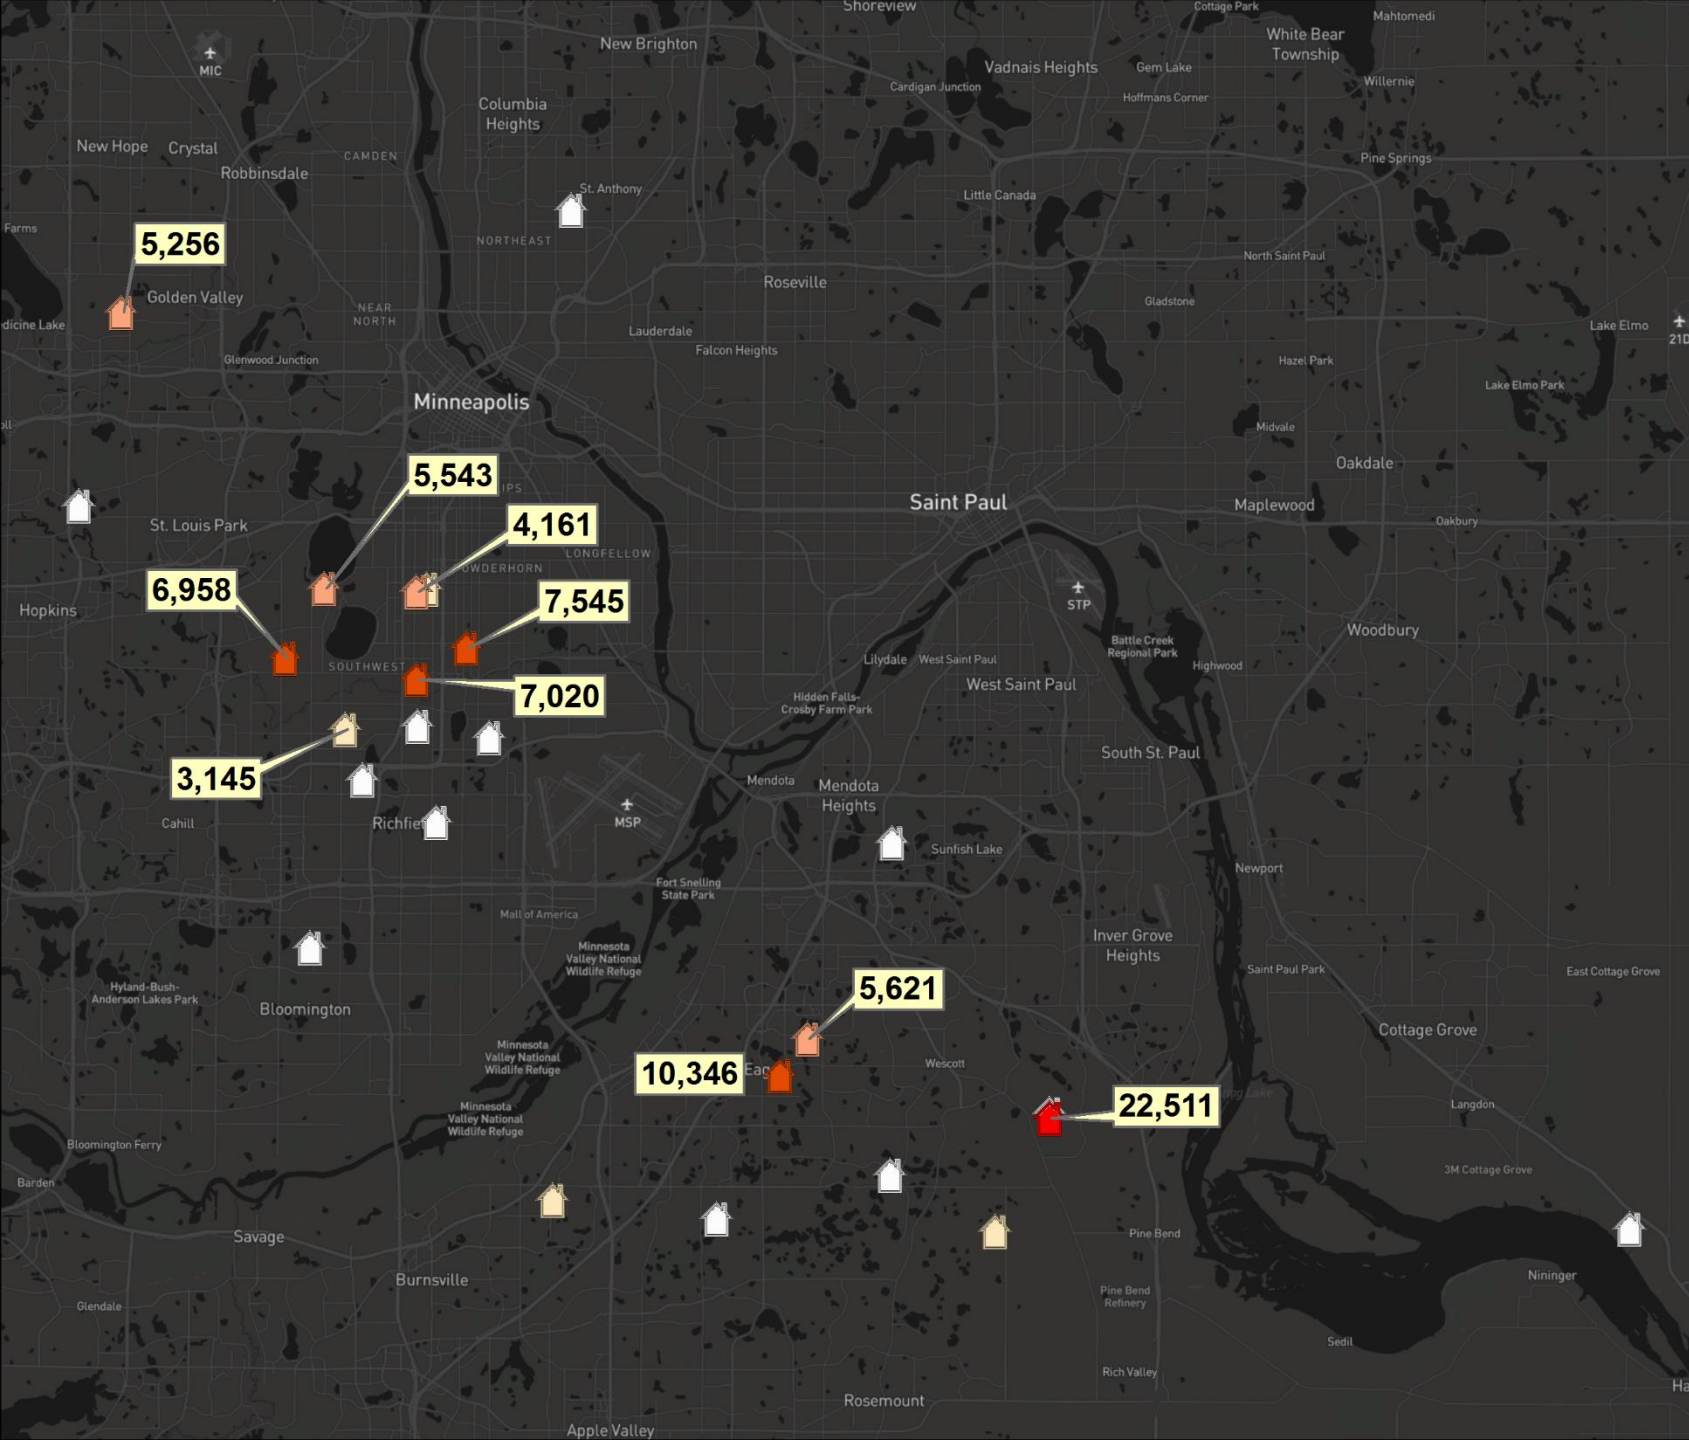 Shoreview
Cottage Park
Mahtomedi
New Brighton
White Bear
Township
MIC
Vadnais Heights
Gem Lake
Willernie
Cardigan Junction
Hoffmans Corner
Columbia
Heights
New Hope
Crystal
CAMDEN
Robbinsdale
Pine Springs
St. Anthony
Little Canada
Farms
5,256
NORTHEAST
North Saint Paul
Roseville
Golden Valley
NEAR
NORTH
Gladstone
edicine Lake
Lauderdale
Lake Elmo
21D
Falcon Heights
Glenwood Junction
Hazel Park
Lake Elmo Park
Minneapolis
Midvale
Oakdale
5,543
IPS
Saint Paul
Maplewood
St. Louis Park
4,161
Oakbury
LONGFELLOW
OWDERHORN
6,958
7,545
STP
Hopkins
Woodbury
Battle Creek
Regional Park
SOUTHWEST
Lilydale
West Saint Paul
Highwood
West Saint Paul
7,020
Hidden Falls-
Crosby Farm Park
3,145
South St. Paul
Mendota
Mendota
Heights
Cahill
Richfie
MSP
Sunfish Lake
Newport
Fort Snelling
State Park
Mall of America
Inver Grove
Heights
Minnesota
Valley National
Wildlife Refuge
Saint Paul Park
East Cottage Grove
Hyland-Bush-
Anderson Lakes Park
5,621
Bloomington
Cottage Grove
Minnesota
Valley National
Wildlife Refuge
10,346
Eag
Wescott
22,511
Langdon
Minnesota
Valley National
Wildlife Refuge
Bloomington Ferry
3M Cottage Grove
Barden
Savage
Pine Bend
Burnsville
Nininger
Glendale
Pine Bend
Refinery
Sedil
Rich Valley
Ha
Rosemount
Apple Valley